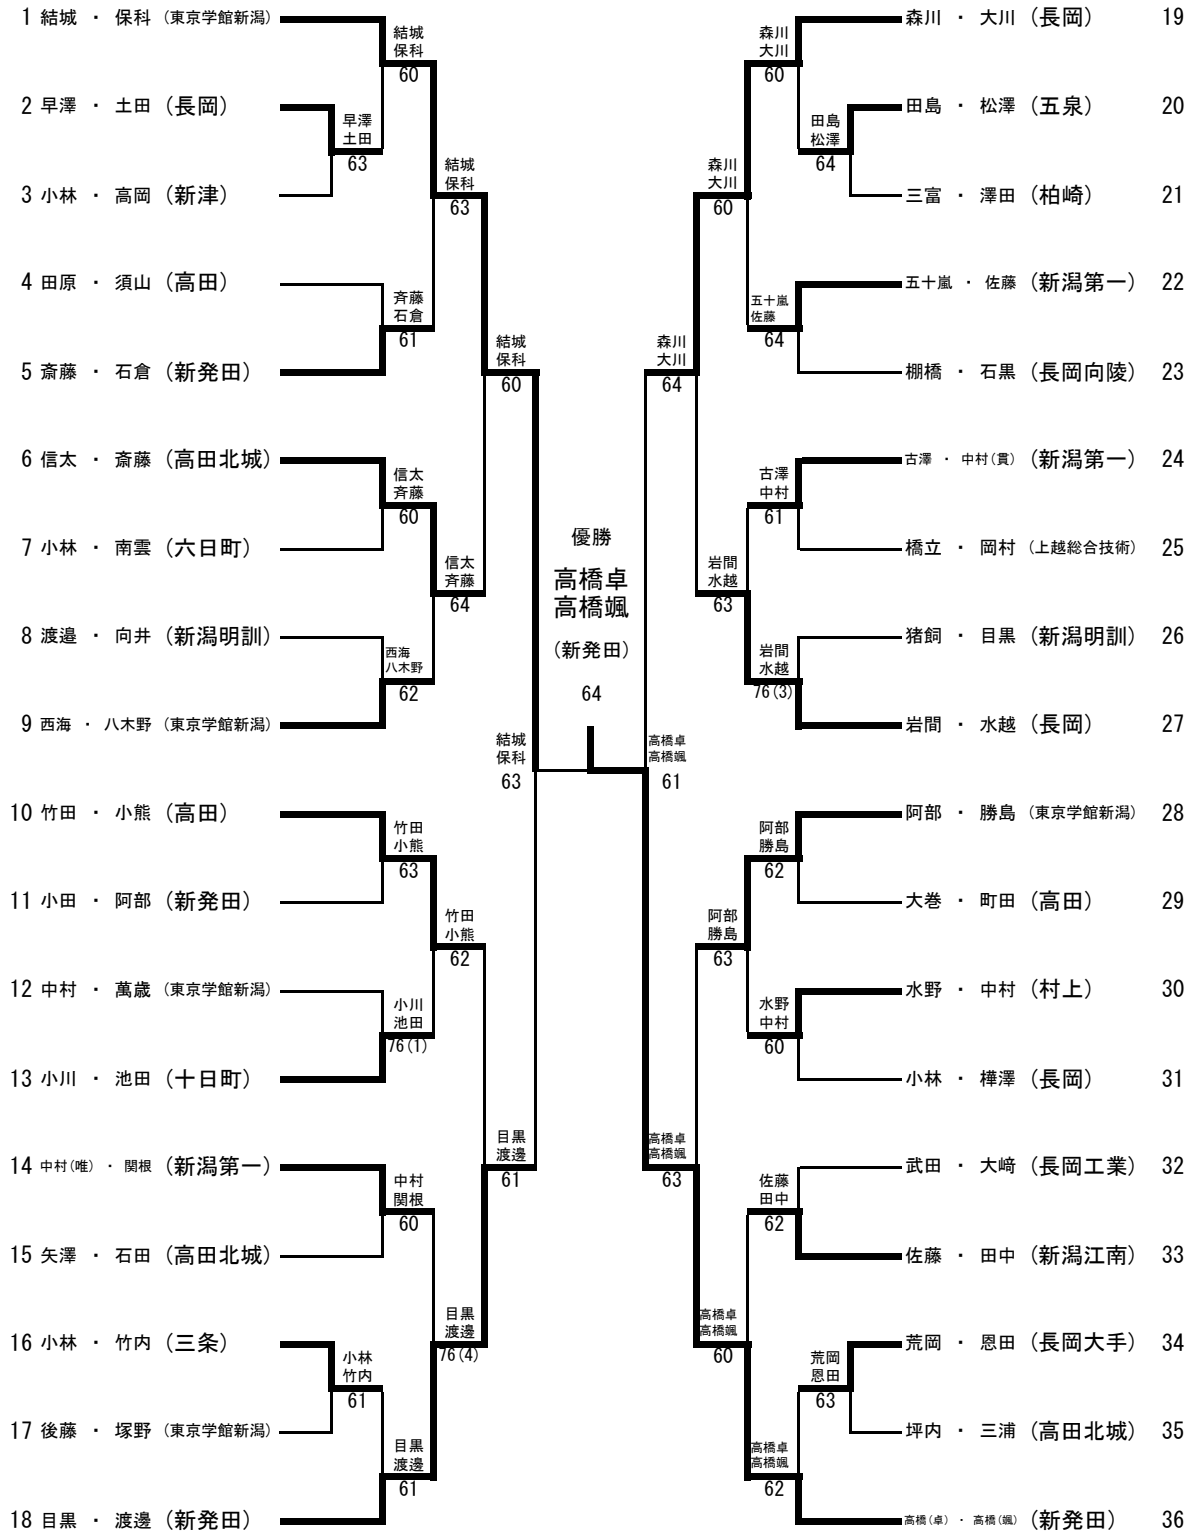 1 結城 ・ 保科 (東京学館新潟)
結城
保科
60
2 早澤 ・ 土田 (長岡)
早澤
土田
63
3 小林 ・ 高岡 (新津)
結城
保科
63
4 田原 ・ 須山 (高田)
斉藤
石倉
61
5 斎藤 ・ 石倉 (新発田)
結城
保科
60
6 信太 ・ 斎藤 (高田北城)
信太
斉藤
60
7 小林 ・ 南雲 (六日町)
信太
斉藤
64
8 渡邉 ・ 向井 (新潟明訓)
西海
八木野
62
9 西海 ・ 八木野 (東京学館新潟)
結城
保科
63
10 竹田 ・ 小熊 (高田)
竹田
小熊
63
11 小田 ・ 阿部 (新発田)
竹田
小熊
62
12 中村 ・ 萬歳 (東京学館新潟)
小川
池田
76(1)
13 小川 ・ 池田 (十日町)
目黒
渡邊
61
14 中村(唯) ・ 関根 (新潟第一)
中村
関根
60
15 矢澤 ・ 石田 (高田北城)
目黒
渡邊
76(4)
16 小林 ・ 竹内 (三条)
小林
竹内
61
17 後藤 ・ 塚野 (東京学館新潟)
目黒
渡邊
61
18 目黒 ・ 渡邊 (新発田)
優勝
高橋卓
高橋颯
(新発田)
64
森川 ・ 大川 (長岡) 19
森川
大川
60
田島 ・ 松澤 (五泉) 20
田島
松澤
64
三富 ・ 澤田 (柏崎) 21
森川
大川
60
五十嵐 ・ 佐藤 (新潟第一) 22
五十嵐
佐藤
64
棚橋 ・ 石黒 (長岡向陵) 23
森川
大川
64
古澤 ・ 中村(貫) (新潟第一) 24
古澤
中村
61
橋立 ・ 岡村 (上越総合技術) 25
岩間
水越
63
猪飼 ・ 目黒 (新潟明訓) 26
岩間
水越
76(3)
岩間 ・ 水越 (長岡) 27
高橋卓
高橋颯
61
阿部 ・ 勝島 (東京学館新潟) 28
阿部
勝島
62
大巻 ・ 町田 (高田) 29
阿部
勝島
63
水野 ・ 中村 (村上) 30
水野
中村
60
小林 ・ 樺澤 (長岡) 31
高橋卓
高橋颯
63
武田 ・ 大﨑 (長岡工業) 32
佐藤
田中
62
佐藤 ・ 田中 (新潟江南) 33
高橋卓
高橋颯
60
荒岡 ・ 恩田 (長岡大手) 34
荒岡
恩田
63
坪内 ・ 三浦 (高田北城) 35
高橋卓
高橋颯
62
高橋(卓) ・ 高橋(颯) (新発田) 36